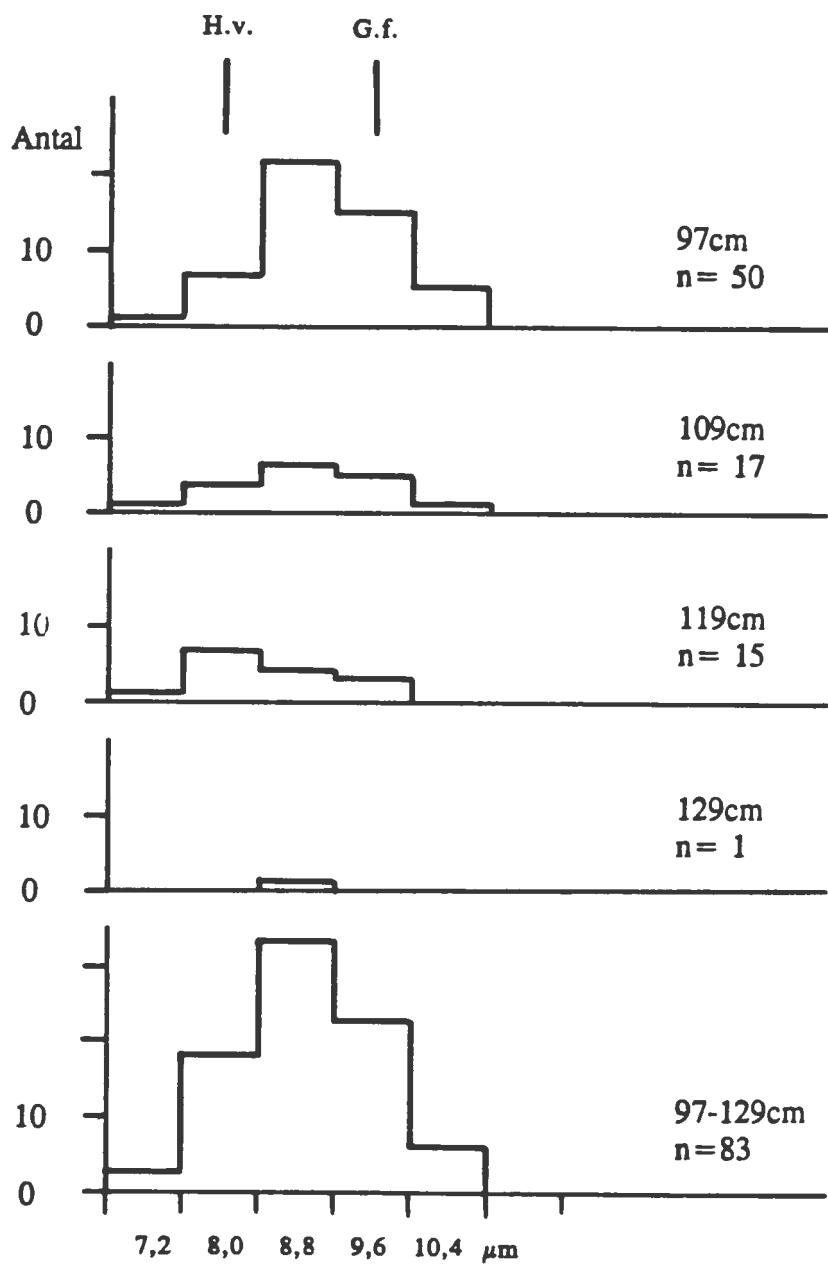 H.v. G.f.
Antal
10
0
97cm
n= 50
10
0
109cm
n= 17
10
0
119cm
n= 15
10
0
129cm
n= 1
10
0
97-129cm
n=83
7,2 8,0 8,8 9,6 10,4 μm